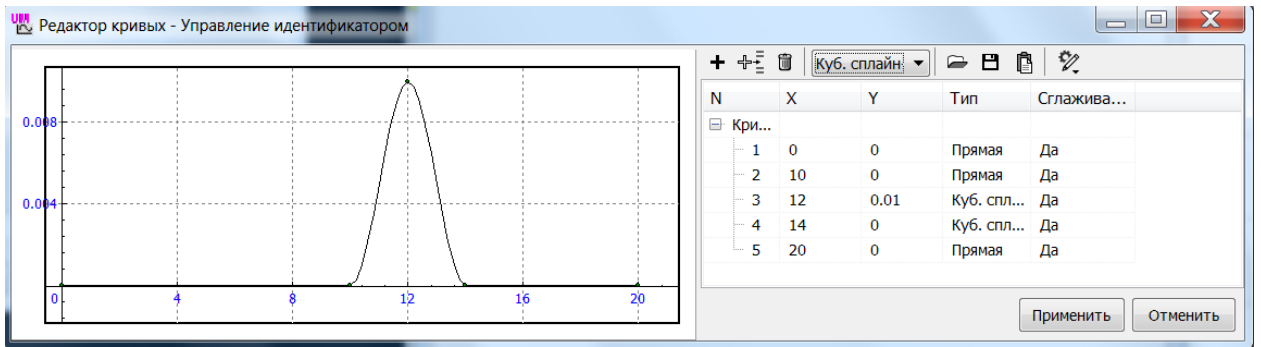 UM Редактор кривых - Управление идентификатором
Куб. сплайн
N X Y Тип Сглажива...
Кри...
1 0 0 Прямая Да
2 10 0 Прямая Да
3 12 0.01 Куб. спл... Да
4 14 0 Куб. спл... Да
5 20 0 Прямая Да
0.008
0.004
0 4 8 12 16 20
Применить Отменить